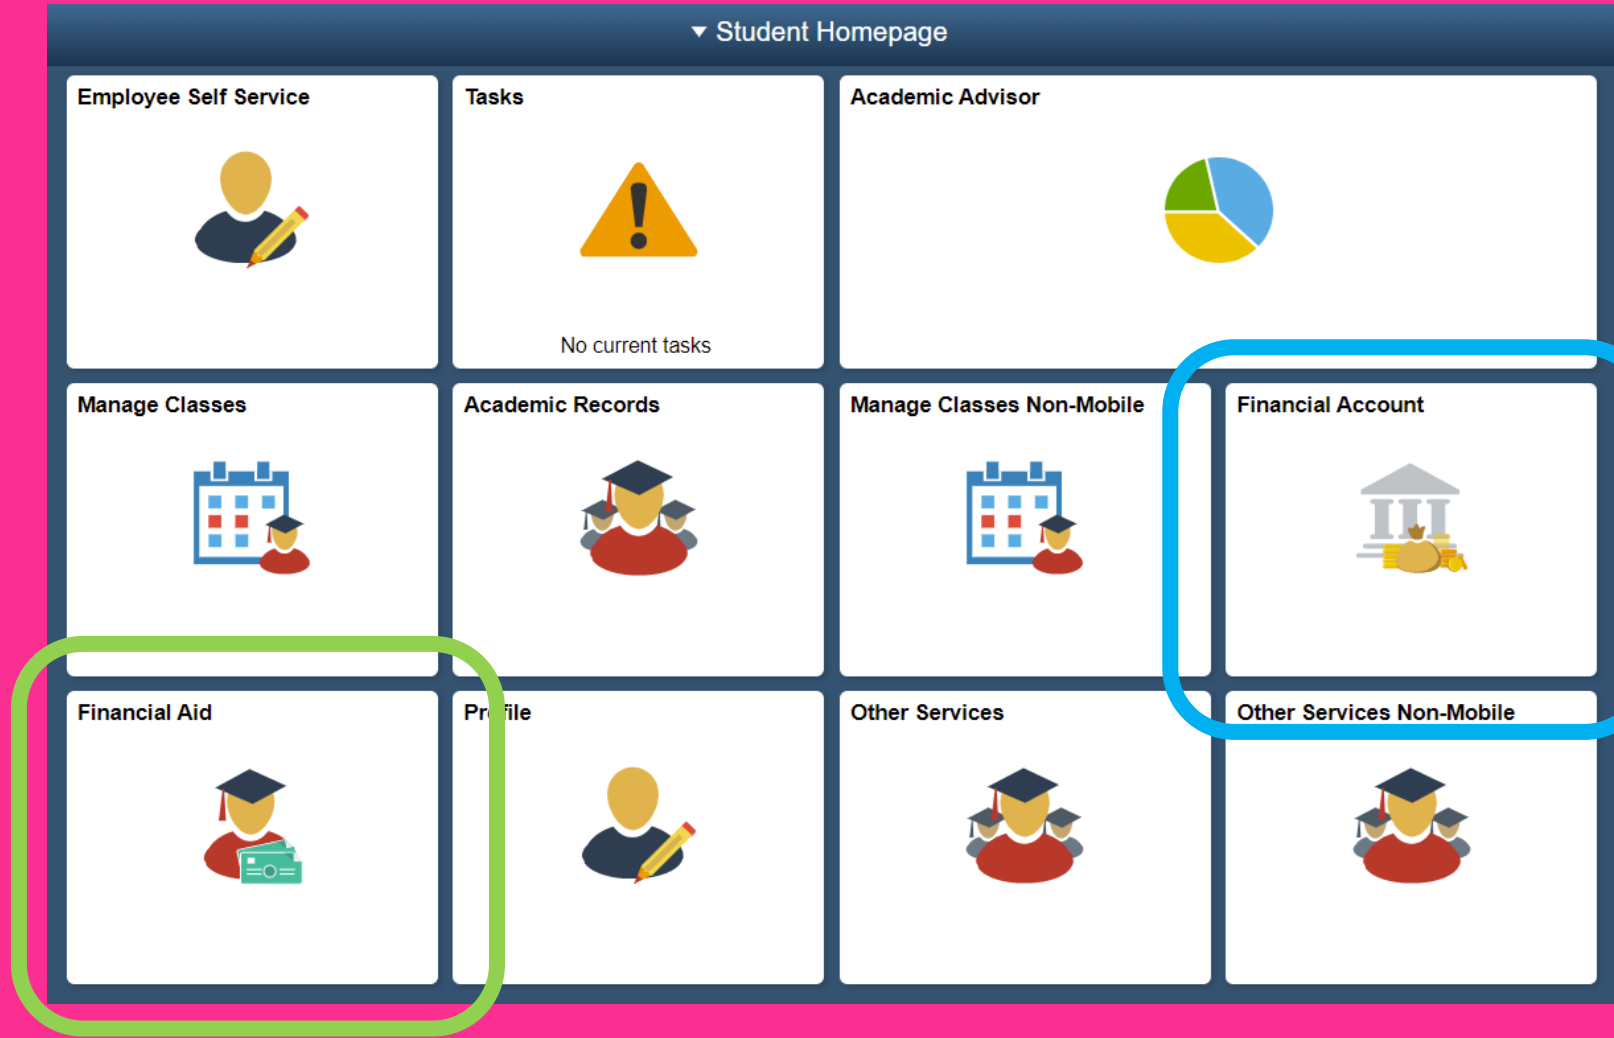 Student Homepage
Employee Self Service
Tasks
Academic Advisor
No current tasks
Manage Classes
Academic Records
Manage Classes Non-Mobile
Financial Account
Financial Aid
Profile
Other Services
Other Services Non-Mobile